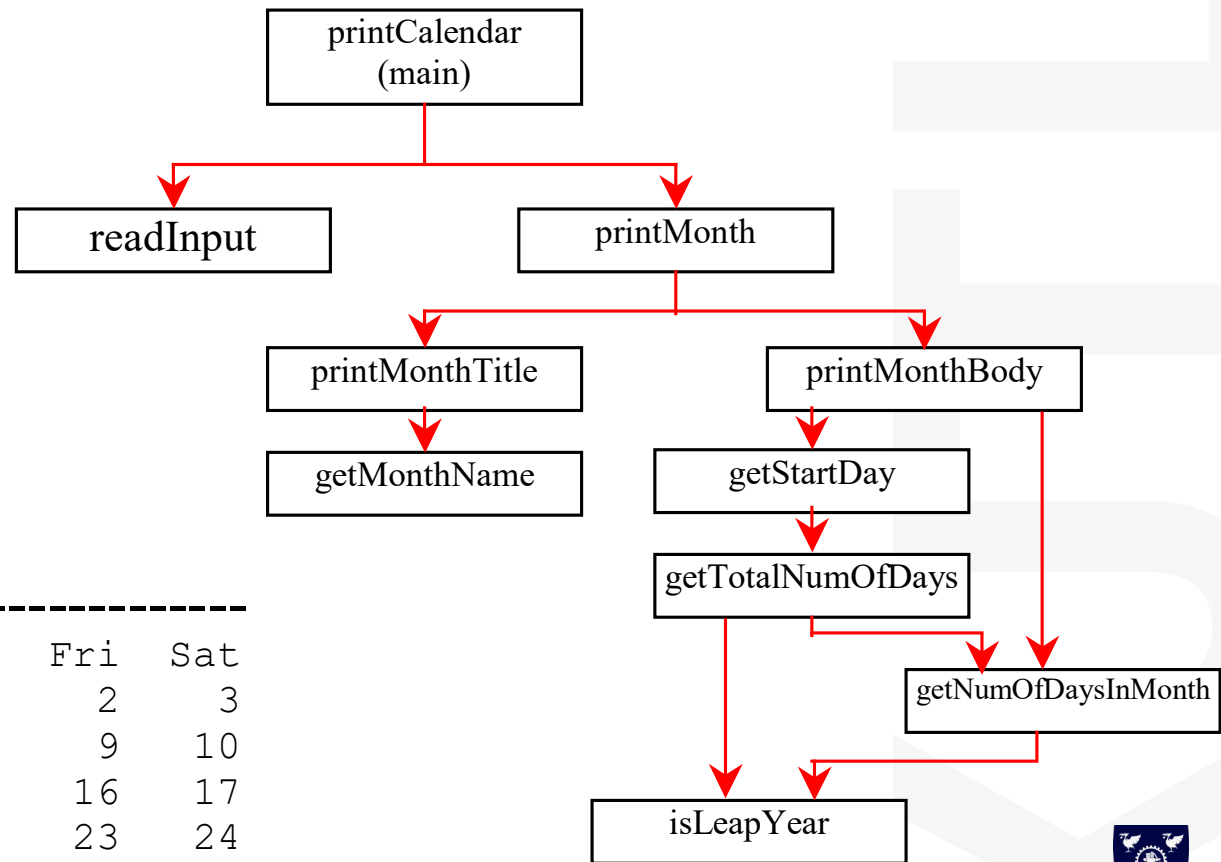 printCalendar
(main)
readInput
printMonth
printMonthTitle
printMonthBody
getMonthName
getStartDay
getTotalNumOfDays
getNumOfDaysInMonth
isLeapYear
Fri Sat
2 3
9 10
16 17
23 24